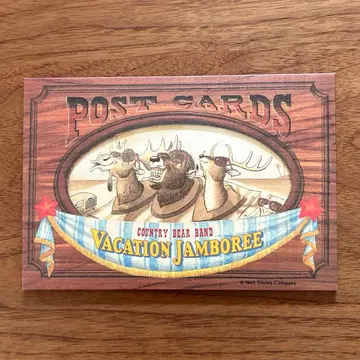 POST CARDS
COUNTRY BEAR BAND
VACATION JAMBOREE
© Walt Disney Company